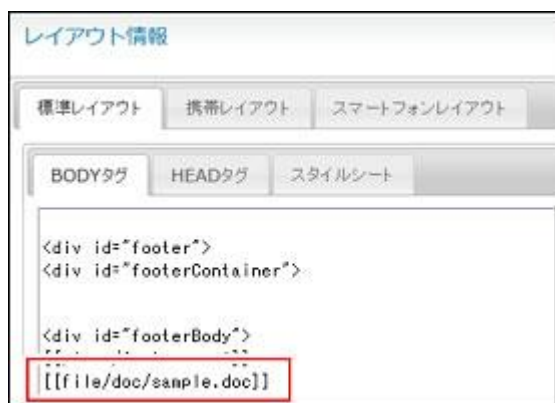 レイアウト情報
標準レイアウト 携帯レイアウト スマートフォンレイアウト
BODYタグ HEADタグ スタイルシート
<div id="footer">
<div id="footerContainer">
<div id="footerBody">
[[file/doc/sample.doc]]